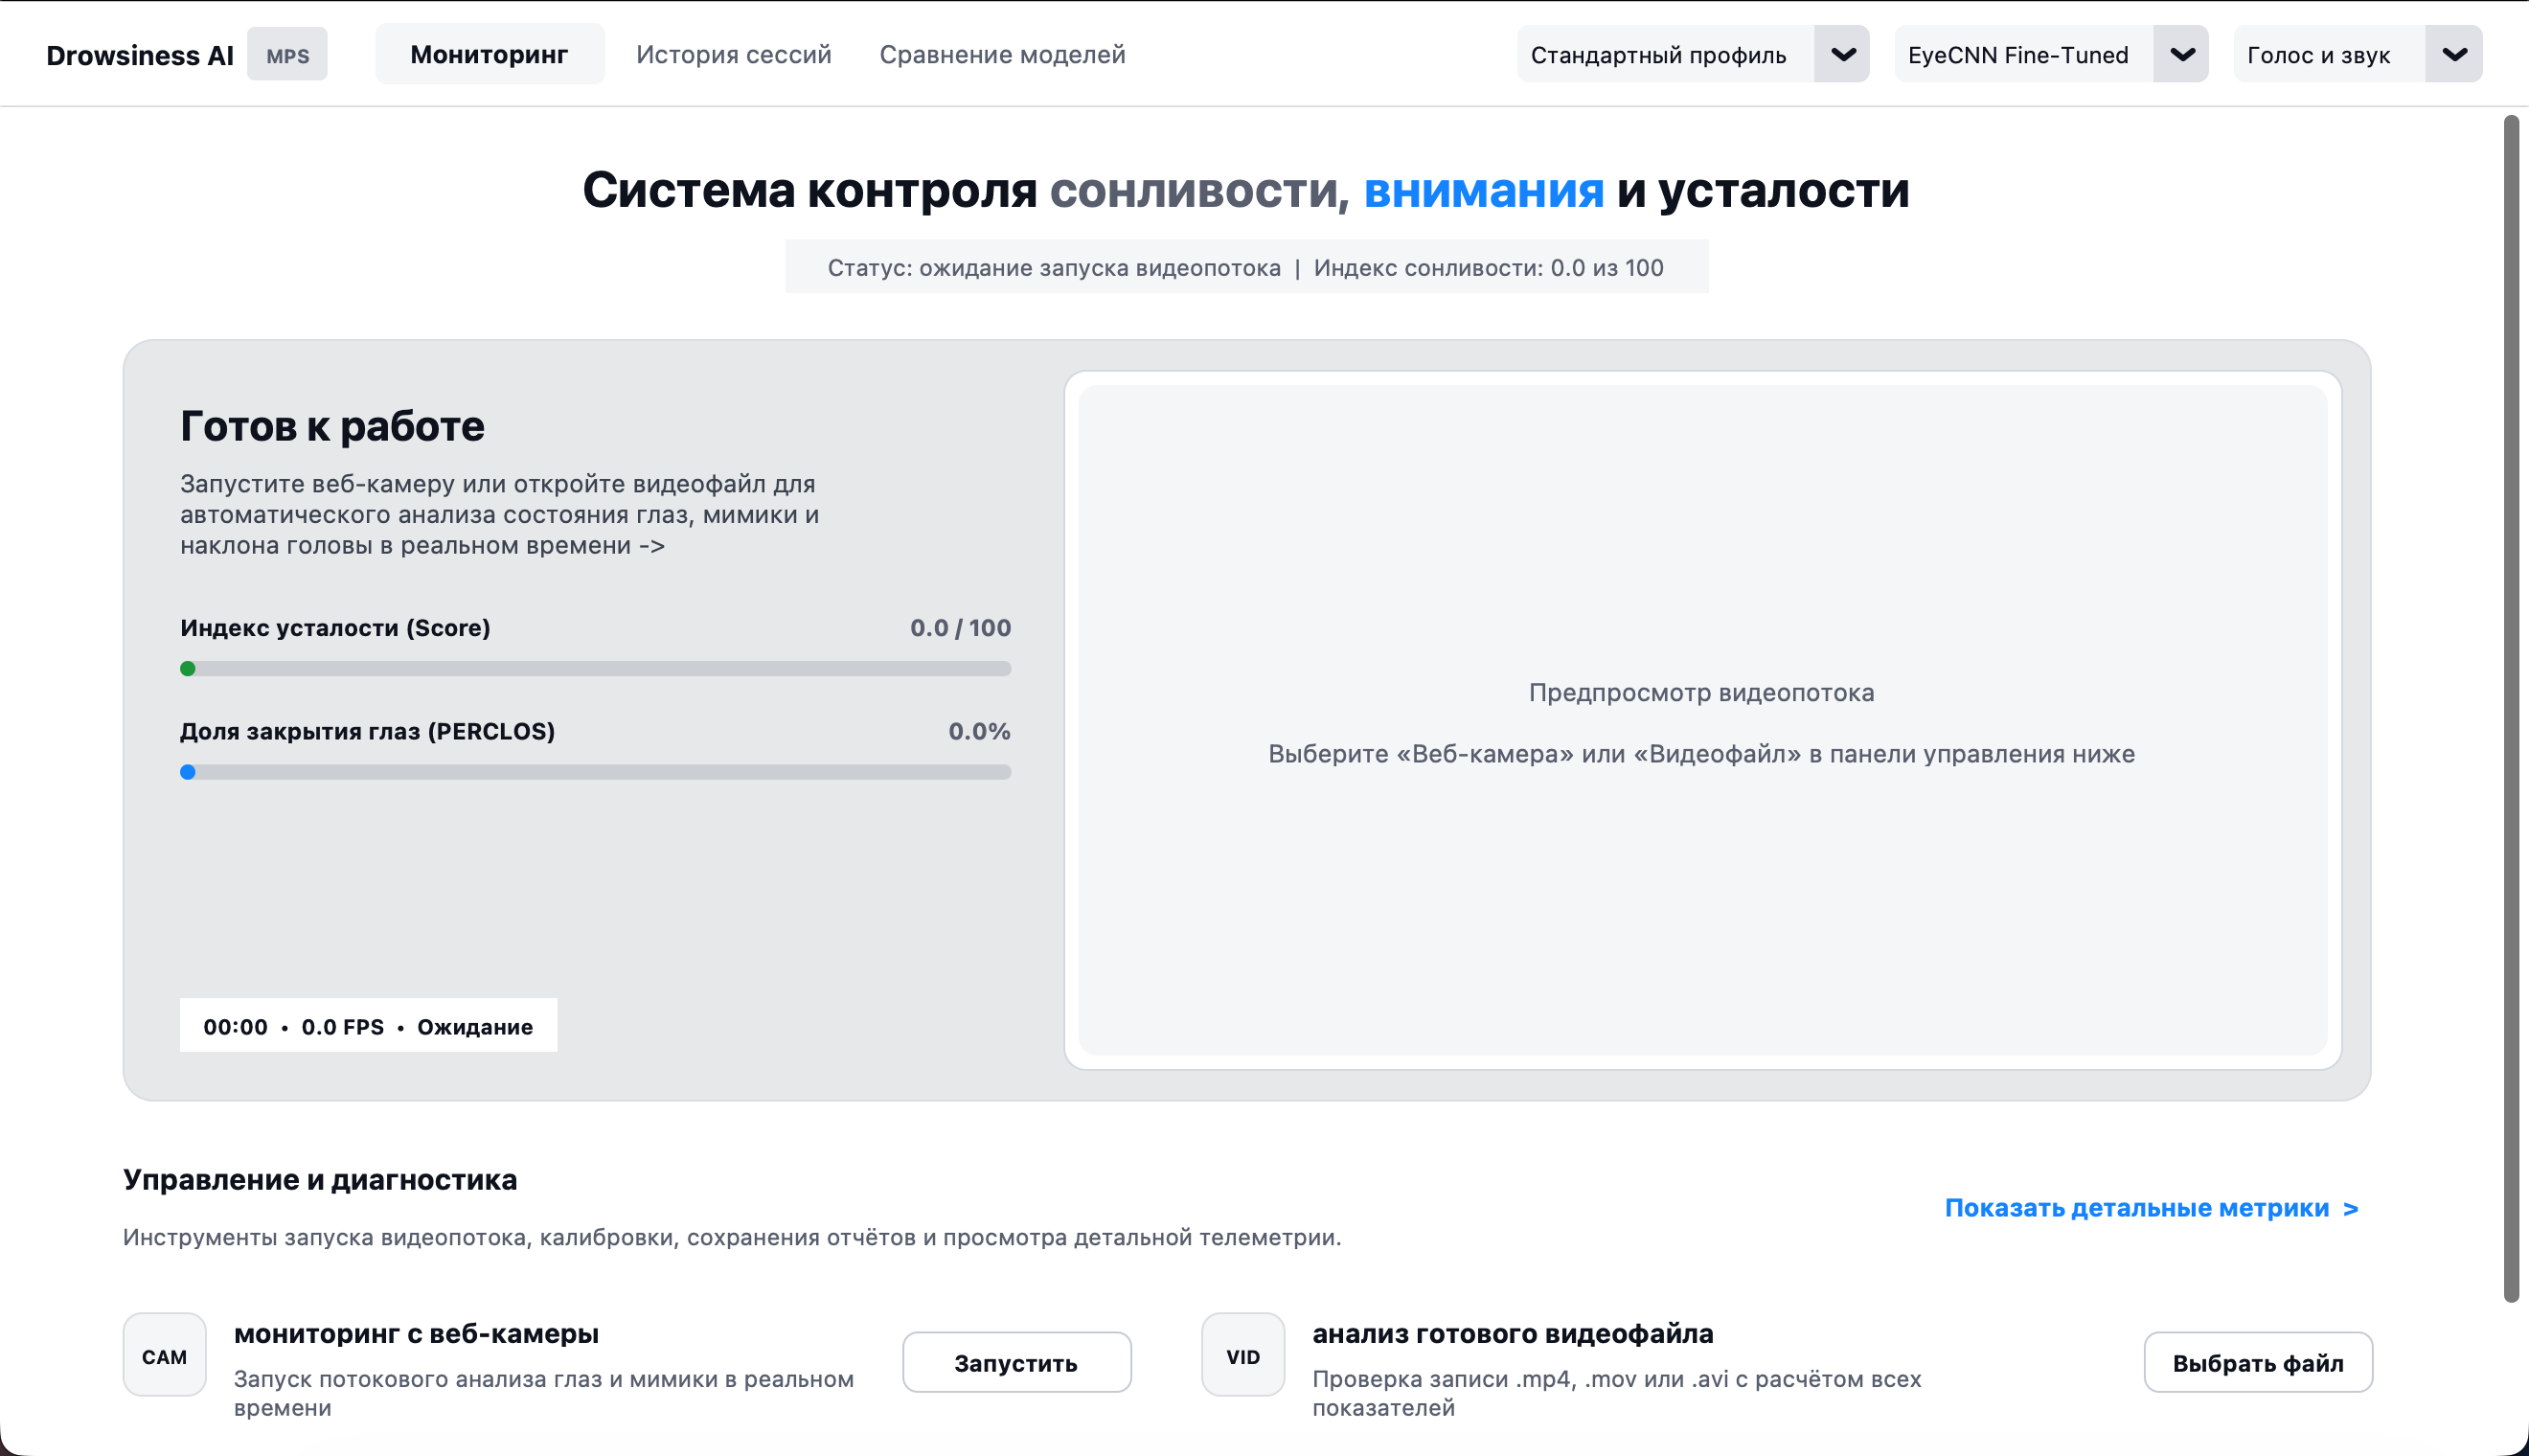 Drowsiness AI
MPS
Мониторинг
История сессий
Сравнение моделей
Стандартный профиль
EyeCNN Fine-Tuned
Голос и звук
Система контроля сонливости, внимания и усталости
Статус: ожидание запуска видеопотока | Индекс сонливости: 0.0 из 100
Готов к работе
Запустите веб-камеру или откройте видеофайл для
автоматического анализа состояния глаз, мимики и
наклона головы в реальном времени ->
Индекс усталости (Score)
0.0 / 100
Доля закрытия глаз (PERCLOS)
0.0%
00:00 • 0.0 FPS • Ожидание
Предпросмотр видеопотока
Выберите «Веб-камера» или «Видеофайл» в панели управления ниже
Управление и диагностика
Инструменты запуска видеопотока, калибровки, сохранения отчётов и просмотра детальной телеметрии.
Показать детальные метрики >
CAM
мониторинг с веб-камеры
Запуск потокового анализа глаз и мимики в реальном
времени
Запустить
VID
анализ готового видеофайла
Проверка записи .mp4, .mov или .avi с расчётом всех
показателей
Выбрать файл